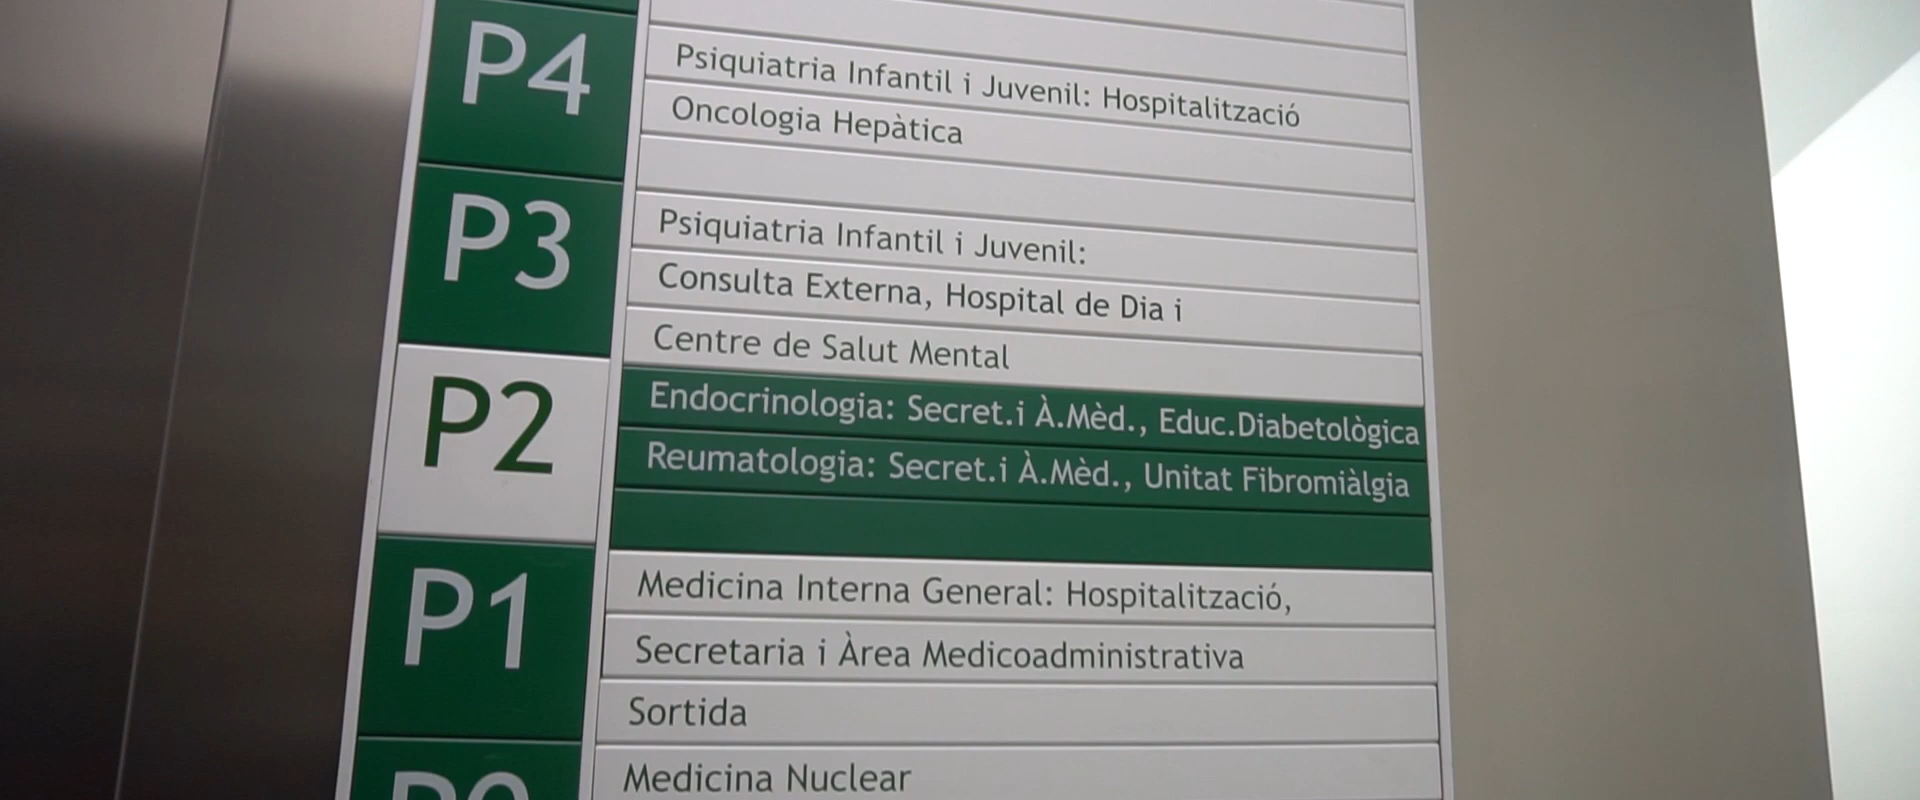 P4
Psiquiatria Infantil i Juvenil: Hospitalització
Oncologia Hepàtica
P3
Psiquiatria Infantil i Juvenil:
Consulta Externa, Hospital de Dia i
Centre de Salut Mental
P2
Endocrinologia: Secret.i À.Mèd., Educ.Diabetològica
Reumatologia: Secret.i À.Mèd., Unitat Fibromiàlgia
P1
Medicina Interna General: Hospitalització,
Secretaria i Àrea Medicoadministrativa
Sortida
Medicina Nuclear